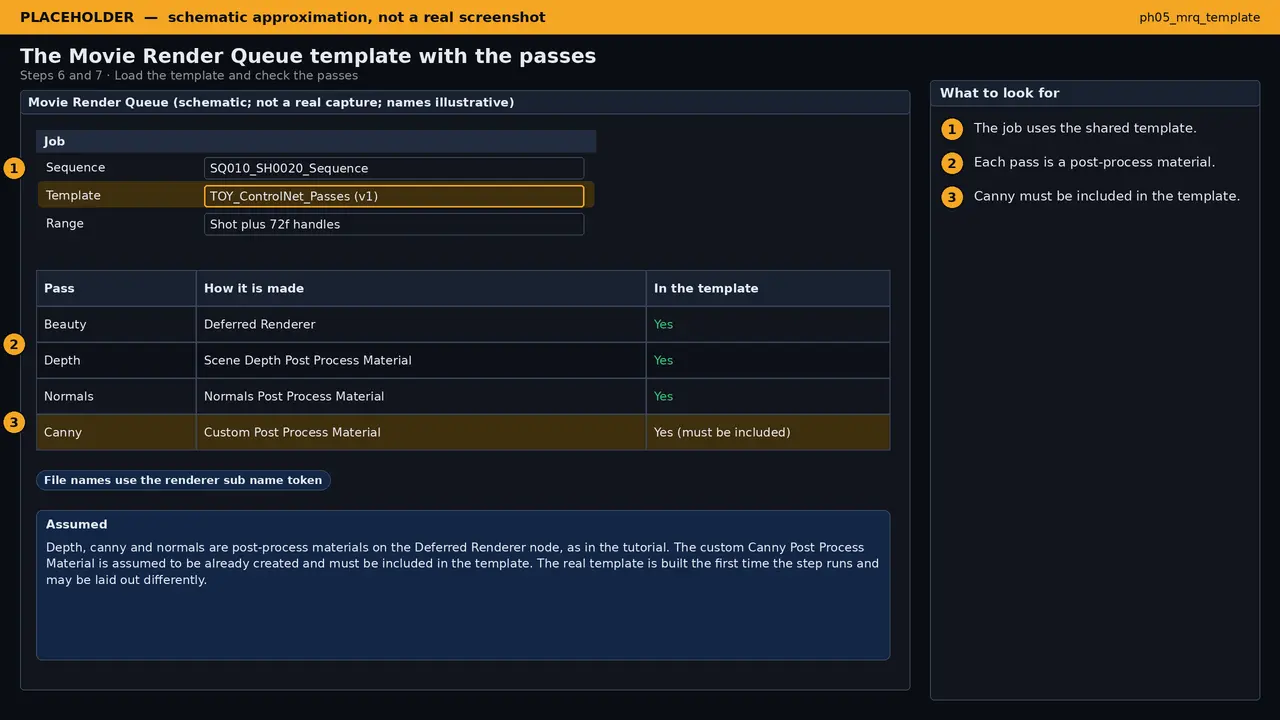 PLACEHOLDER — schematic approximation, not a real screenshot
ph05_mrq_template
The Movie Render Queue template with the passes
Steps 6 and 7 · Load the template and check the passes
Movie Render Queue (schematic; not a real capture; names illustrative)
Job
1
Sequence
SQ010_SH0020_Sequence
Template
TOY_ControlNet_Passes (v1)
Range
Shot plus 72f handles
Pass
How it is made
In the template
Beauty
Deferred Renderer
Yes
2
Depth
Scene Depth Post Process Material
Yes
Normals
Normals Post Process Material
Yes
3
Canny
Custom Post Process Material
Yes (must be included)
File names use the renderer sub name token
Assumed
Depth, canny and normals are post-process materials on the Deferred Renderer node, as in the tutorial. The custom Canny Post Process
Material is assumed to be already created and must be included in the template. The real template is built the first time the step runs and
may be laid out differently.
What to look for
1 The job uses the shared template.
2 Each pass is a post-process material.
3 Canny must be included in the template.